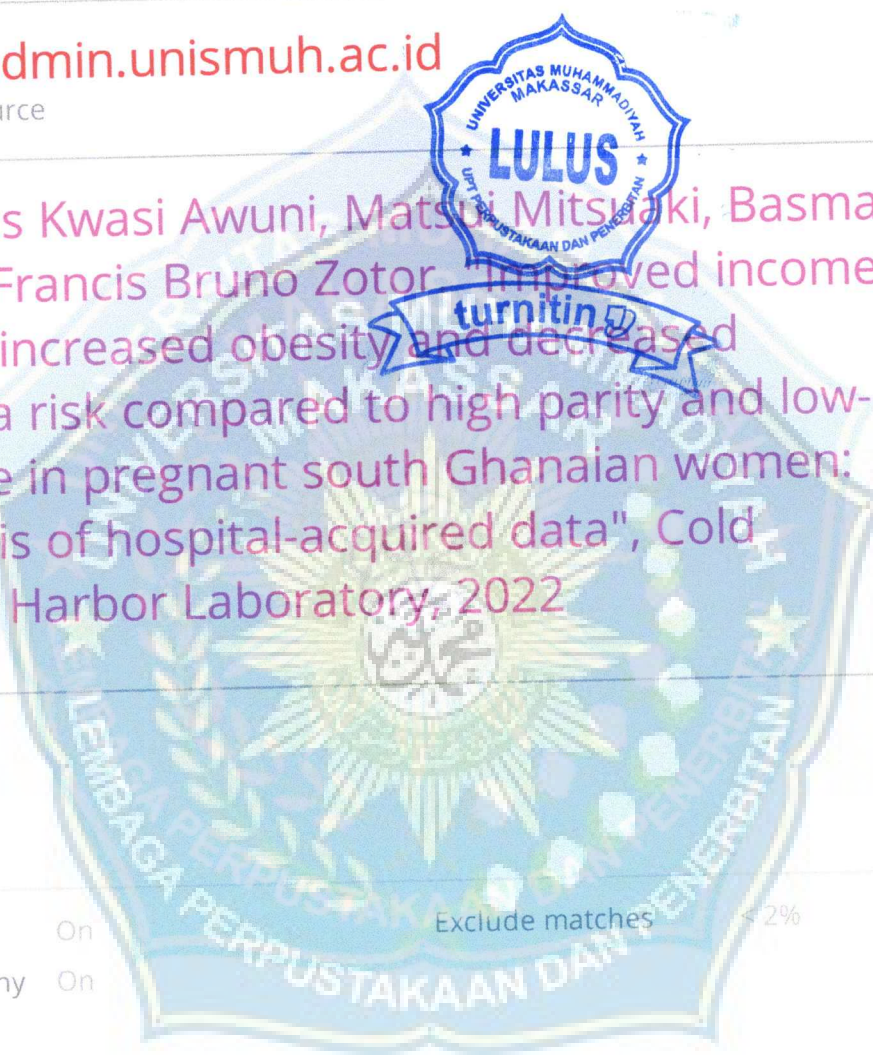 dmin.unismuh.ac.id
rce
UNIVERSITAS MUHAMMADIYAH
MAKASSAR
LULUS
UPT PERPUSTAKAAN DAN PENERBITAN
turnitin
s Kwasi Awuni, Matsui Mitsuaki, Basma
Francis Bruno Zotor. "Improved income
increased obesity and decreased
a risk compared to high parity and low-
e in pregnant south Ghanaian women:
is of hospital-acquired data", Cold
Harbor Laboratory, 2022
MAKASSAR
LEMBAGA PERPUSTAKAAN DAN PENERBITAN
On
Exclude matches
< 2%
hy On